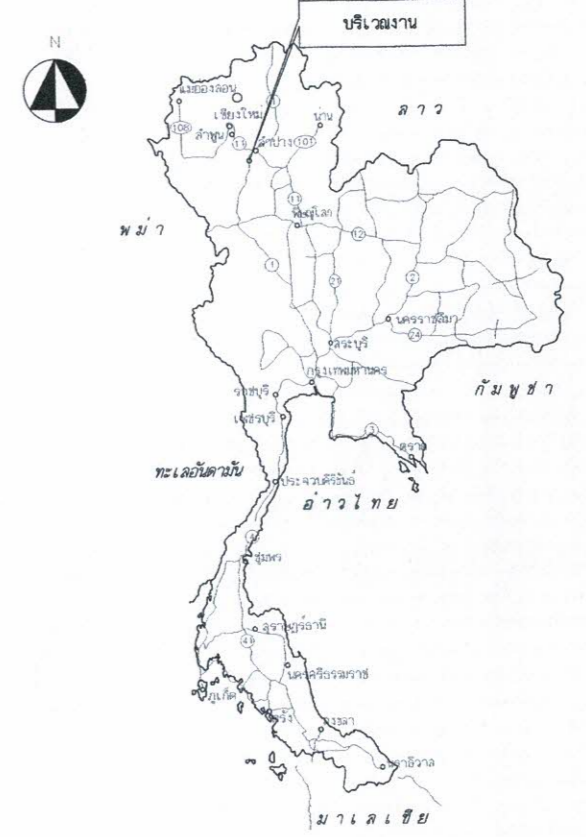 บริเวณงาน
N
แม่ฮ่องสอน
ลาว
เชียงใหม่
น่าน
108
ลำพูน
11
ลำปาง
101
1
11
พิษณุโลก
พม่า
12
1
21
2
นครราชสีมา
สระบุรี
24
กรุงเทพมหานคร
ราชบุรี
กัมพูชา
เพชรบุรี
3
ตราด
ทะเลอันดามัน
ประจวบคีรีขันธ์
อ่าวไทย
4
ชุมพร
สุราษฎร์ธานี
41
นครศรีธรรมราช
ภูเก็ต
ตรัง
สงขลา
นราธิวาส
มาเลเซีย